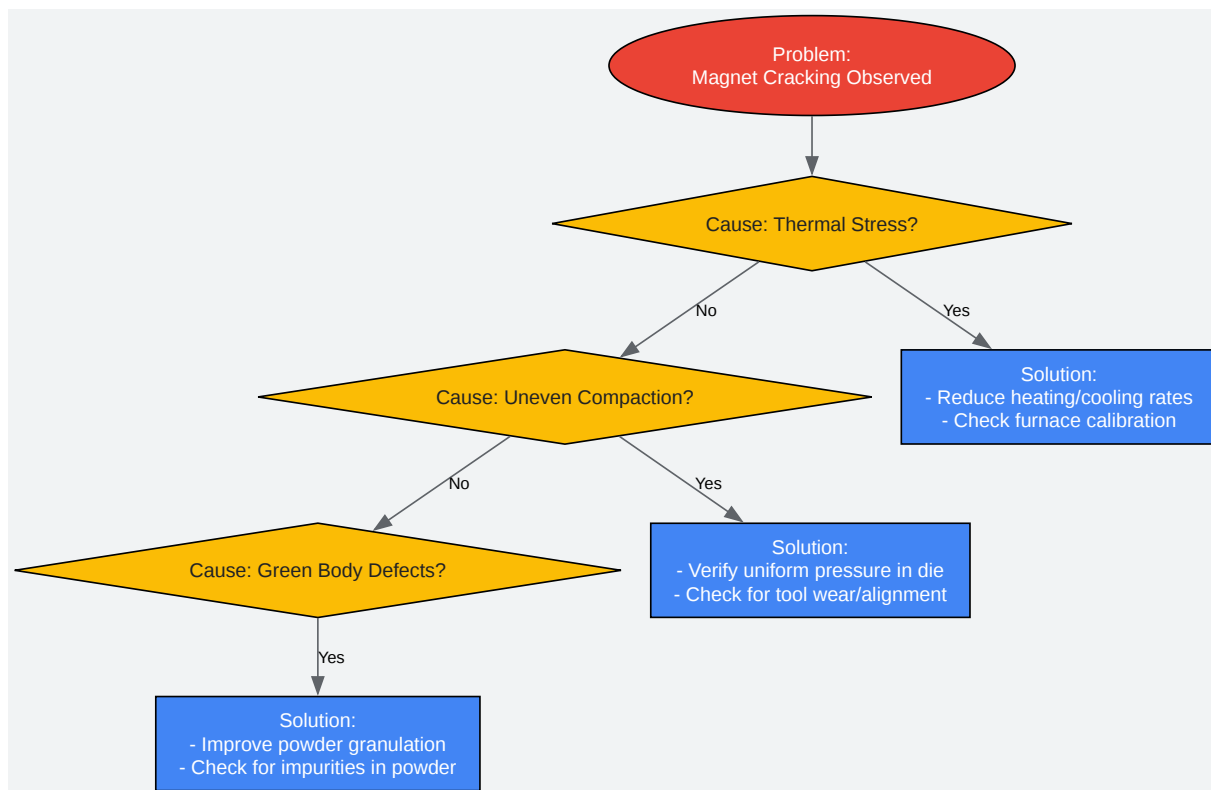 Problem:
Magnet Cracking Observed
Cause: Thermal Stress?
No
Yes
Cause: Uneven Compaction?
Solution:
- Reduce heating/cooling rates
- Check furnace calibration
No
Yes
Cause: Green Body Defects?
Solution:
- Verify uniform pressure in die
- Check for tool wear/alignment
Yes
Solution:
- Improve powder granulation
- Check for impurities in powder